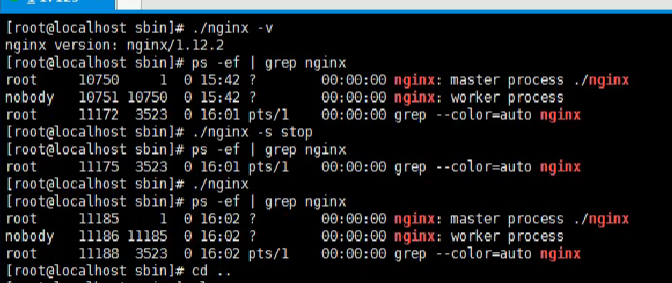 [root@localhost sbin]# ./nginx -v
nginx version: nginx/1.12.2
[root@localhost sbin]# ps -ef | grep nginx
root     10750     1  0 15:42 ?        00:00:00 nginx: master process ./nginx
nobody   10751 10750  0 15:42 ?        00:00:00 nginx: worker process
root     11172  3523  0 16:01 pts/1    00:00:00 grep --color=auto nginx
[root@localhost sbin]# ./nginx -s stop
[root@localhost sbin]# ps -ef | grep nginx
root     11175  3523  0 16:01 pts/1    00:00:00 grep --color=auto nginx
[root@localhost sbin]# ./nginx
[root@localhost sbin]# ps -ef | grep nginx
root     11185     1  0 16:02 ?        00:00:00 nginx: master process ./nginx
nobody   11186 11185  0 16:02 ?        00:00:00 nginx: worker process
root     11188  3523  0 16:02 pts/1    00:00:00 grep --color=auto nginx
[root@localhost sbin]# cd ..